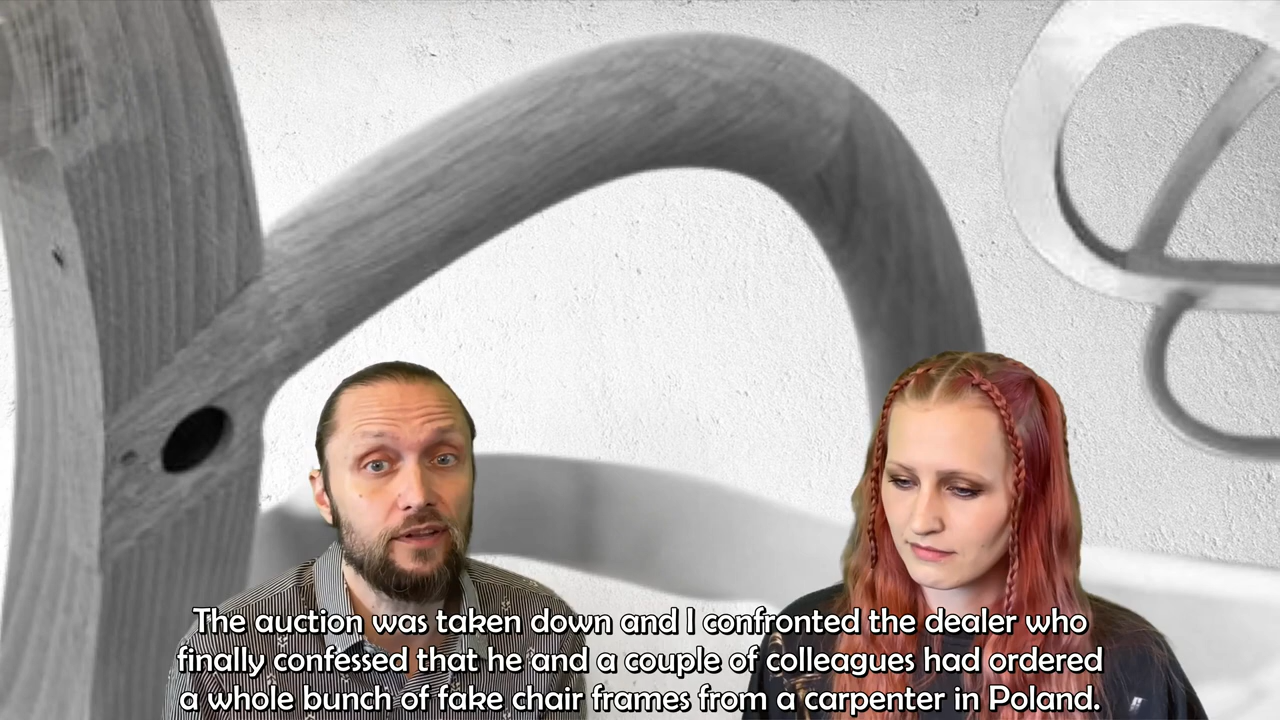 The auction was taken down and I confronted the dealer who
finally confessed that he and a couple of colleagues had ordered
a whole bunch of fake chair frames from a carpenter in Poland.